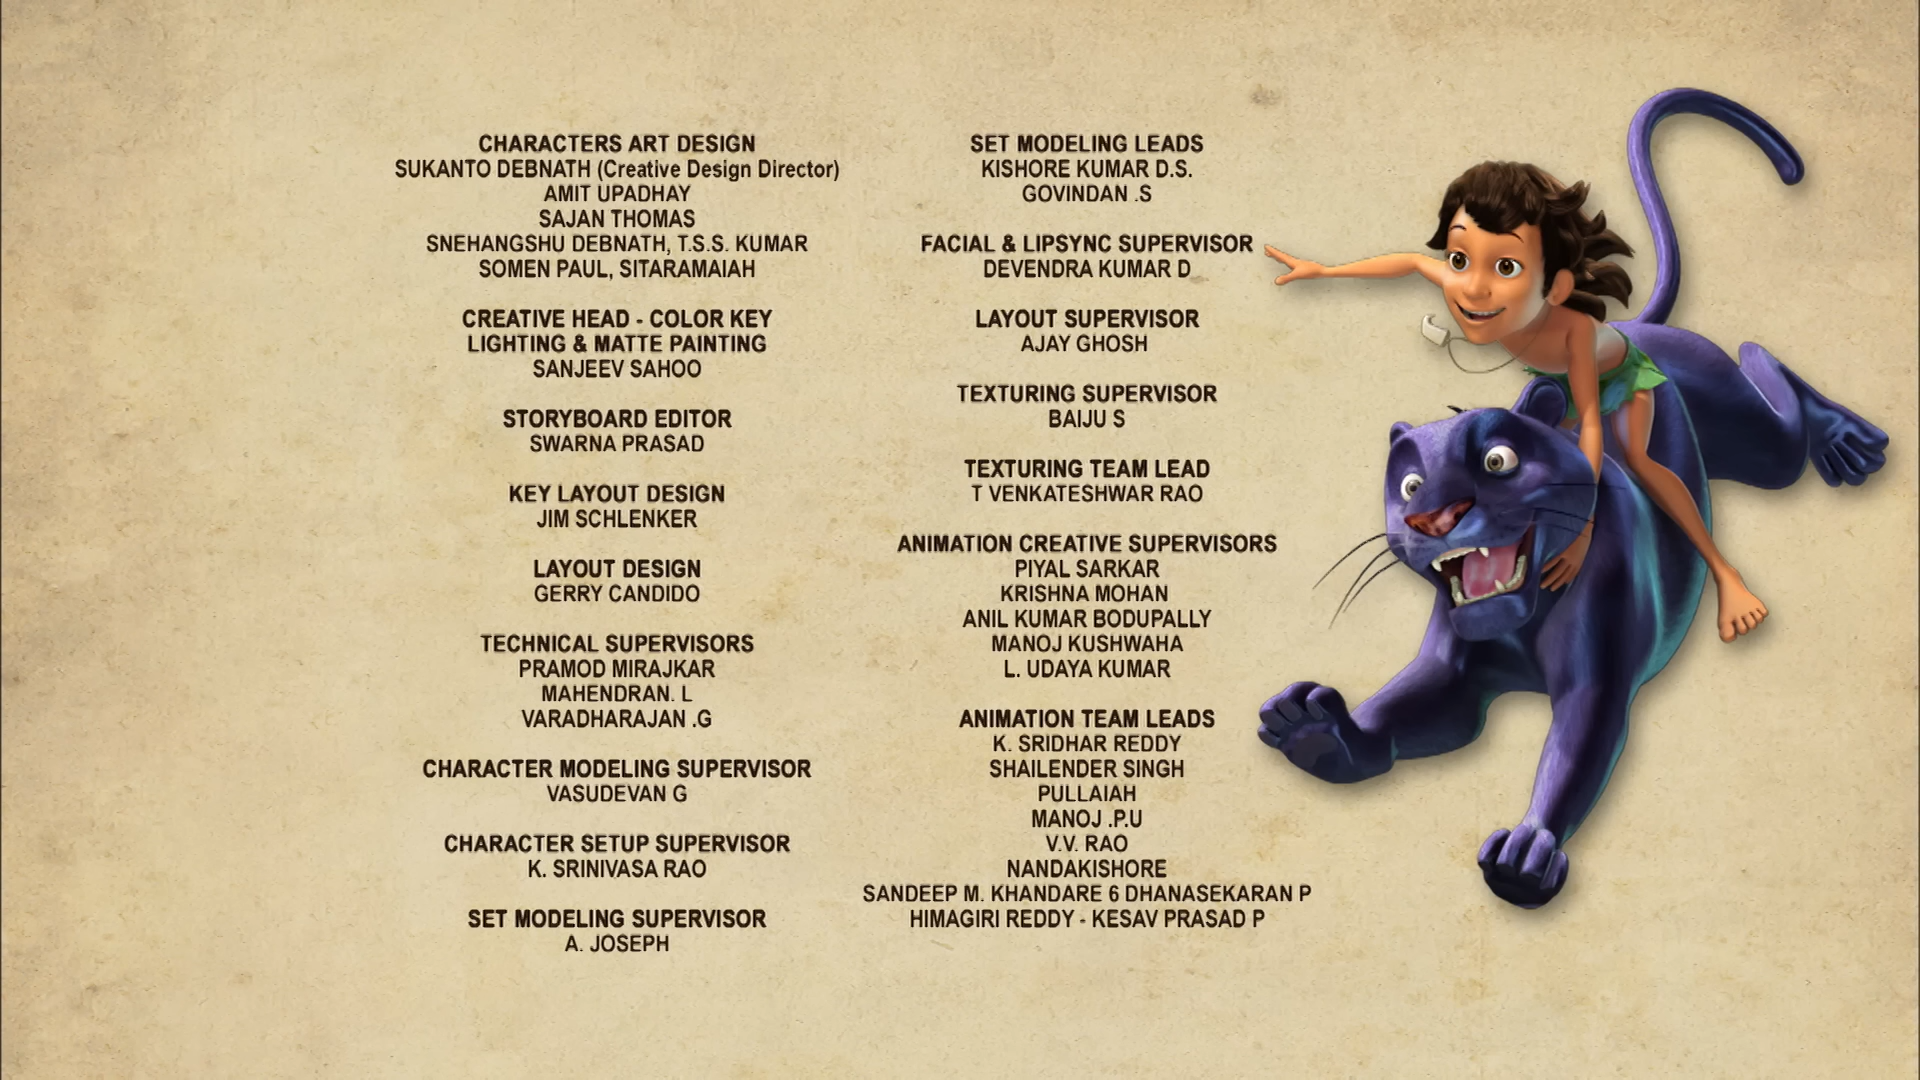 CHARACTERS ART DESIGN
SUKANTO DEBNATH (Creative Design Director)
AMIT UPADHAY
SAJAN THOMAS
SNEHANGSHU DEBNATH, T.S.S. KUMAR
SOMEN PAUL, SITARAMAIAH
CREATIVE HEAD - COLOR KEY
LIGHTING & MATTE PAINTING
SANJEEV SAHOO
STORYBOARD EDITOR
SWARNA PRASAD
KEY LAYOUT DESIGN
JIM SCHLENKER
LAYOUT DESIGN
GERRY CANDIDO
TECHNICAL SUPERVISORS
PRAMOD MIRAJKAR
MAHENDRAN. L
VARADHARAJAN .G
CHARACTER MODELING SUPERVISOR
VASUDEVAN G
CHARACTER SETUP SUPERVISOR
K. SRINIVASA RAO
SET MODELING SUPERVISOR
A. JOSEPH
SET MODELING LEADS
KISHORE KUMAR D.S.
GOVINDAN .S
FACIAL & LIPSYNC SUPERVISOR
DEVENDRA KUMAR D
LAYOUT SUPERVISOR
AJAY GHOSH
TEXTURING SUPERVISOR
BAIJU S
TEXTURING TEAM LEAD
T VENKATESHWAR RAO
ANIMATION CREATIVE SUPERVISORS
PIYAL SARKAR
KRISHNA MOHAN
ANIL KUMAR BODUPALLY
MANOJ KUSHWAHA
L. UDAYA KUMAR
ANIMATION TEAM LEADS
K. SRIDHAR REDDY
SHAILENDER SINGH
PULLAIAH
MANOJ .P.U
V.V. RAO
NANDAKISHORE
SANDEEP M. KHANDARE 6 DHANASEKARAN P
HIMAGIRI REDDY - KESAV PRASAD P